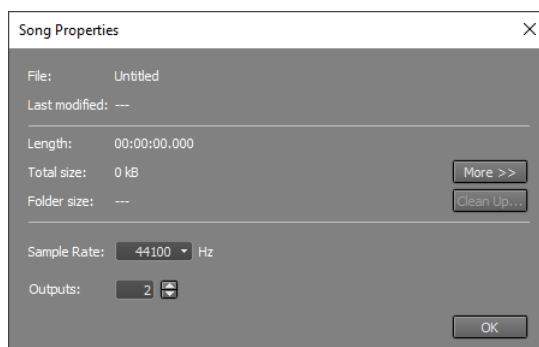 Song Properties
File: Untitled
Last modified: ---
Length: 00:00:00.000
Total size: 0 kB More >>
Folder size: --- Clean Up...
Sample Rate: 44100 Hz
Outputs: 2
OK